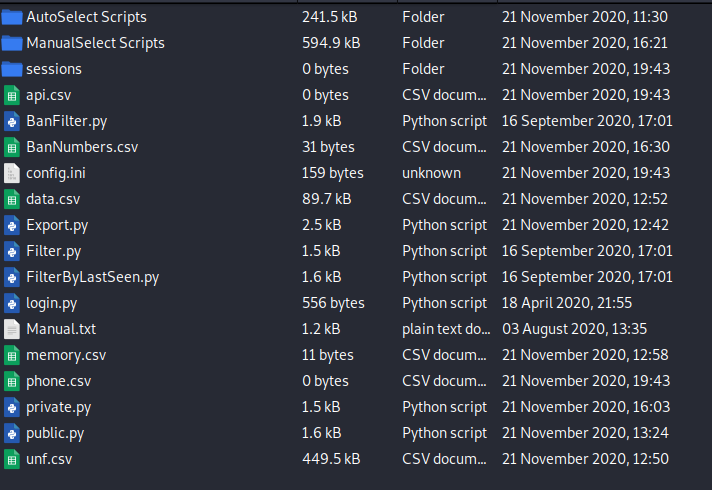 AutoSelect Scripts 241.5 kB Folder 21 November 2020, 11:30
ManualSelect Scripts 594.9 kB Folder 21 November 2020, 16:21
sessions 0 bytes Folder 21 November 2020, 19:43
api.csv 0 bytes CSV docum... 21 November 2020, 19:43
BanFilter.py 1.9 kB Python script 16 September 2020, 17:01
BanNumbers.csv 31 bytes CSV docum... 21 November 2020, 16:30
config.ini 159 bytes unknown 21 November 2020, 19:43
data.csv 89.7 kB CSV docum... 21 November 2020, 12:52
Export.py 2.5 kB Python script 21 November 2020, 12:42
Filter.py 1.5 kB Python script 16 September 2020, 17:01
FilterByLastSeen.py 1.6 kB Python script 16 September 2020, 17:01
login.py 556 bytes Python script 18 April 2020, 21:55
Manual.txt 1.2 kB plain text do... 03 August 2020, 13:35
memory.csv 11 bytes CSV docum... 21 November 2020, 12:58
phone.csv 0 bytes CSV docum... 21 November 2020, 19:43
private.py 1.5 kB Python script 21 November 2020, 16:03
public.py 1.6 kB Python script 21 November 2020, 13:24
unf.csv 449.5 kB CSV docum... 21 November 2020, 12:50